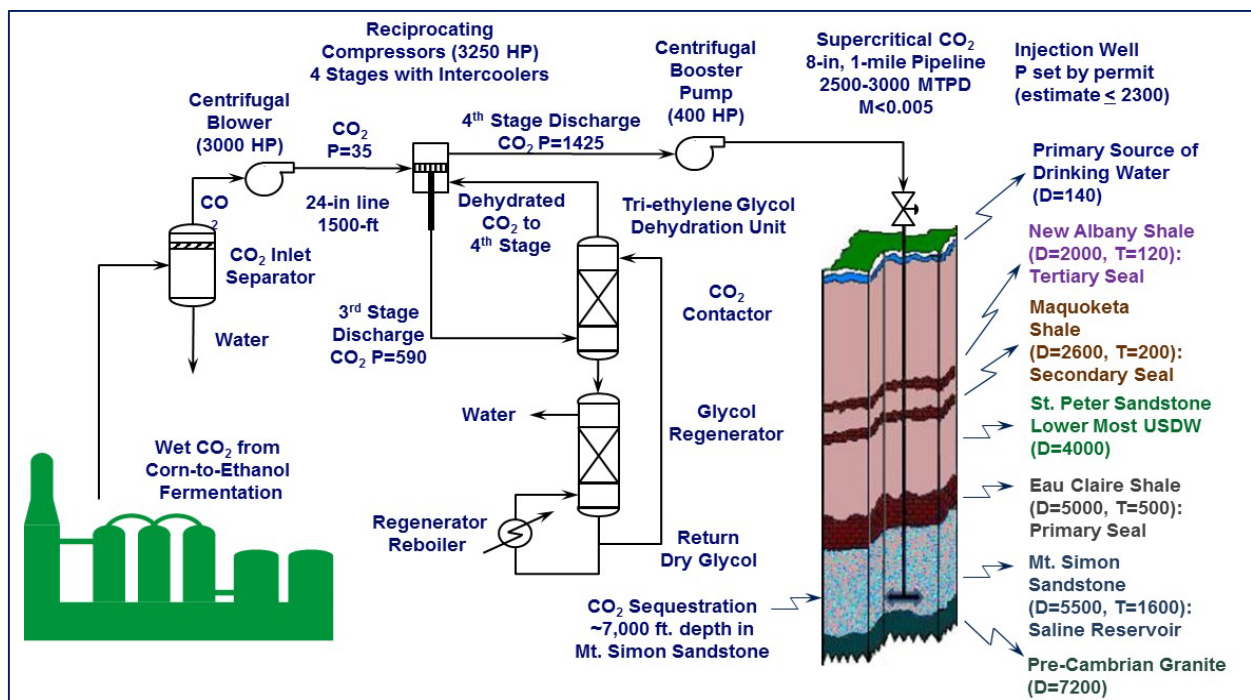 Reciprocating
Compressors (3250 HP)
4 Stages with Intercoolers
Centrifugal
Blower
(3000 HP)
CO₂
P=35
24-in line
1500-ft
CO
2
CO₂ Inlet
Separator
Water
Wet CO₂ from
Corn-to-Ethanol
Fermentation
4th Stage Discharge
CO₂ P=1425
Dehydrated
CO₂ to
4th Stage
3rd Stage
Discharge
CO₂ P=590
Centrifugal
Booster
Pump
(400 HP)
Tri-ethylene Glycol
Dehydration Unit
CO₂
Contactor
Water
Glycol
Regenerator
Regenerator
Reboiler
Return
Dry Glycol
Supercritical CO₂
8-in, 1-mile Pipeline
2500-3000 MTPD
M<0.005
Injection Well
P set by permit
(estimate < 2300)
Primary Source of
Drinking Water
(D=140)
New Albany Shale
(D=2000, T=120):
Tertiary Seal
Maquoketa
Shale
(D=2600, T=200):
Secondary Seal
St. Peter Sandstone
Lower Most USDW
(D=4000)
Eau Claire Shale
(D=5000, T=500):
Primary Seal
Mt. Simon
Sandstone
(D=5500, T=1600):
Saline Reservoir
Pre-Cambrian Granite
(D=7200)
CO₂ Sequestration
~7,000 ft. depth in
Mt. Simon Sandstone